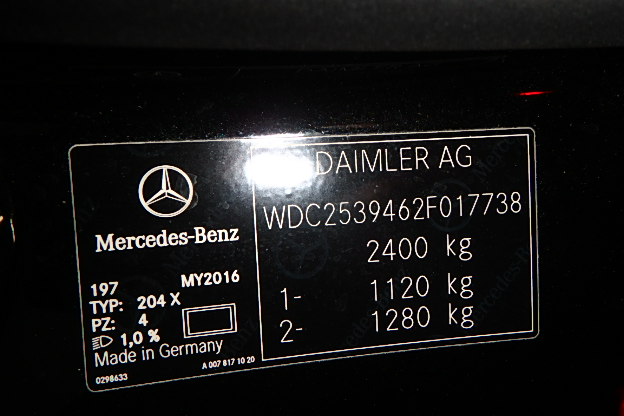 Mercedes-Benz
197 MY2016
TYP: 204 X
PZ: 4
1,0 %
Made in Germany
0298633 A 007 817 10 20
DAIMLER AG
WDC2539462F017738
2400 kg
1- 1120 kg
2- 1280 kg